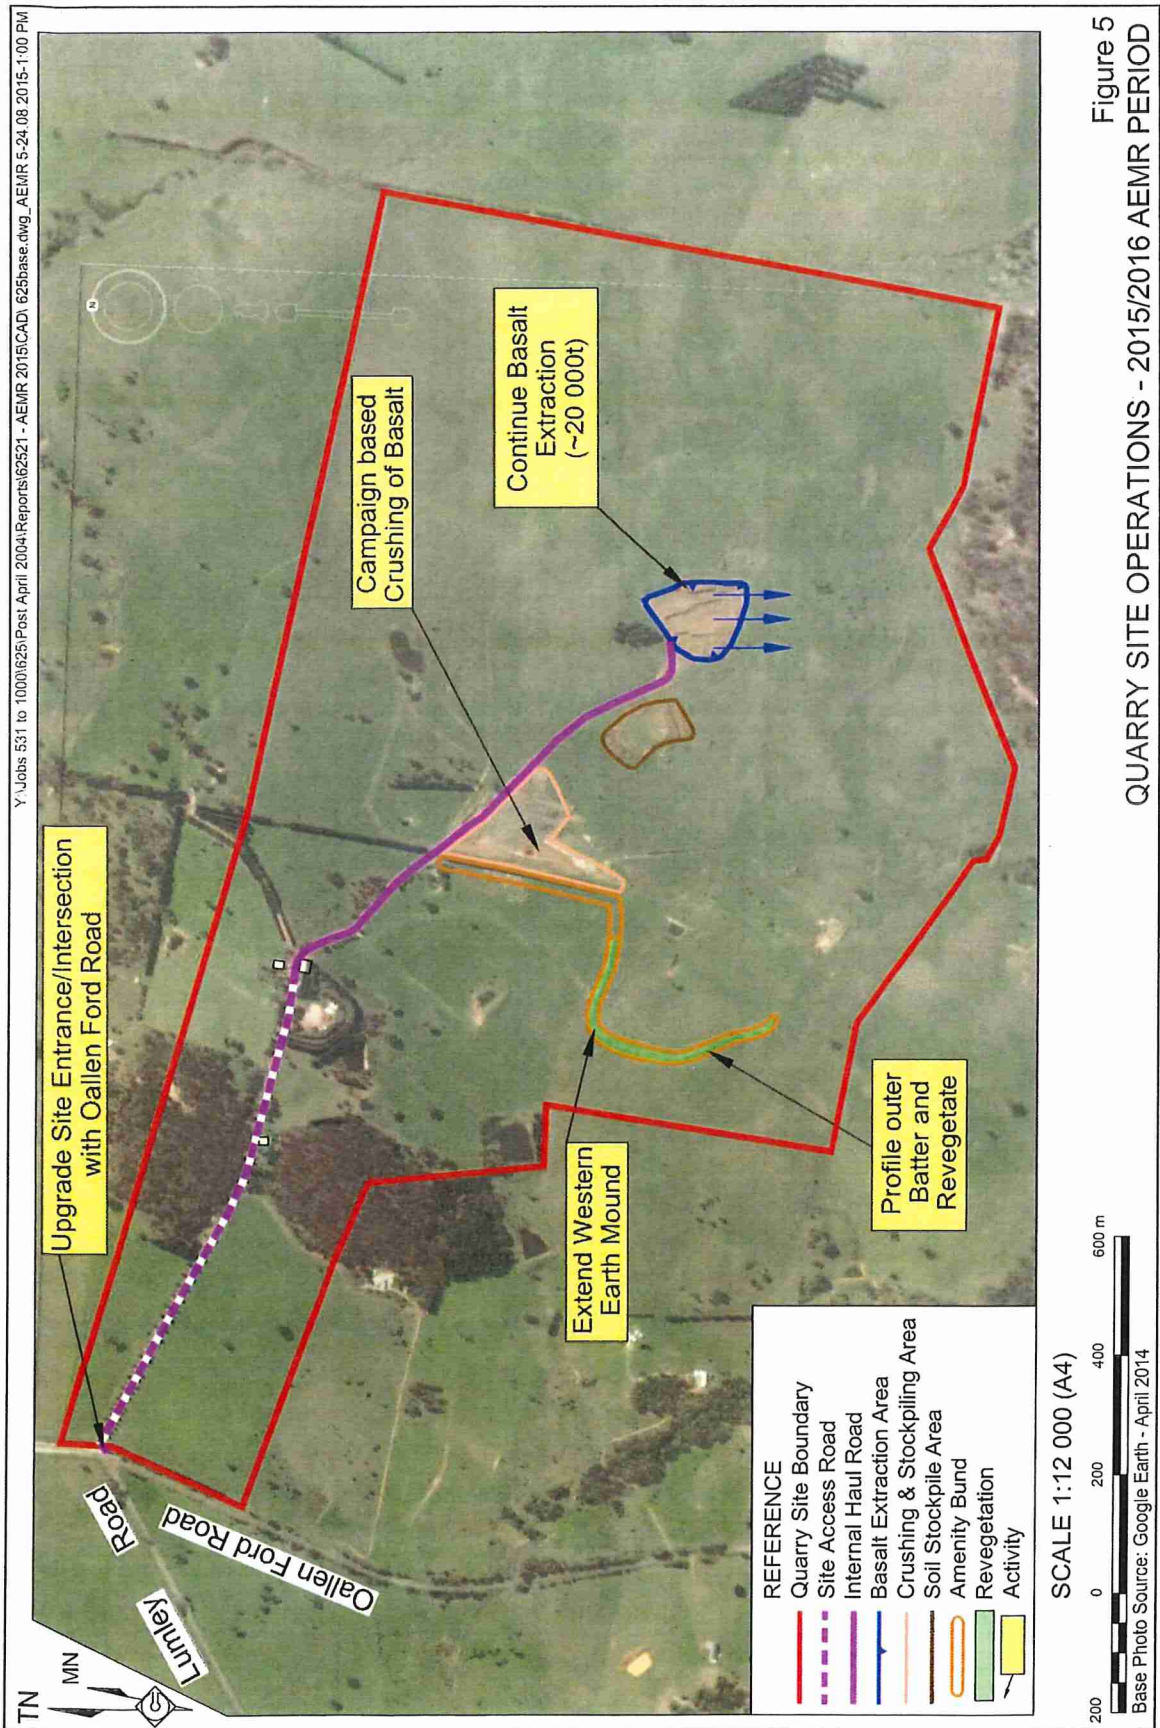 Y:\Jobs 531 to 1000\625\Post April 2004\Reports\62521 - AEMR 2015\CAD\ 625base.dwg_AEMR 5-24.08.2015-1:00 PM
TN
MN
Lumley
Road
Oallen Ford Road
Upgrade Site Entrance/Intersection
with Oallen Ford Road
N
Campaign based
Crushing of Basalt
Continue Basalt
Extraction
(~20 000t)
Extend Western
Earth Mound
Profile outer
Batter and
Revegetate
REFERENCE
Quarry Site Boundary
Site Access Road
Internal Haul Road
Basalt Extraction Area
Crushing & Stockpiling Area
Soil Stockpile Area
Amenity Bund
Revegetation
Activity
SCALE 1:12 000 (A4)
200 0 200 400 600 m
Base Photo Source: Google Earth - April 2014
Figure 5
QUARRY SITE OPERATIONS - 2015/2016 AEMR PERIOD